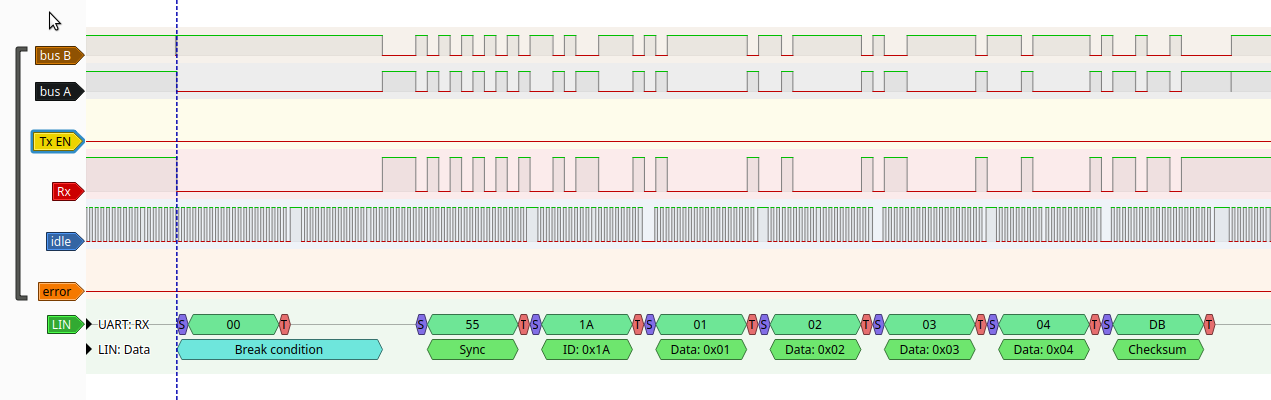 bus B
bus A
Tx EN
Rx
idle
error
LIN UART: RX S 00 T S 55 T S 1A T S 01 T S 02 T S 03 T S 04 T S DB T
LIN: Data Break condition Sync ID: 0x1A Data: 0x01 Data: 0x02 Data: 0x03 Data: 0x04 Checksum